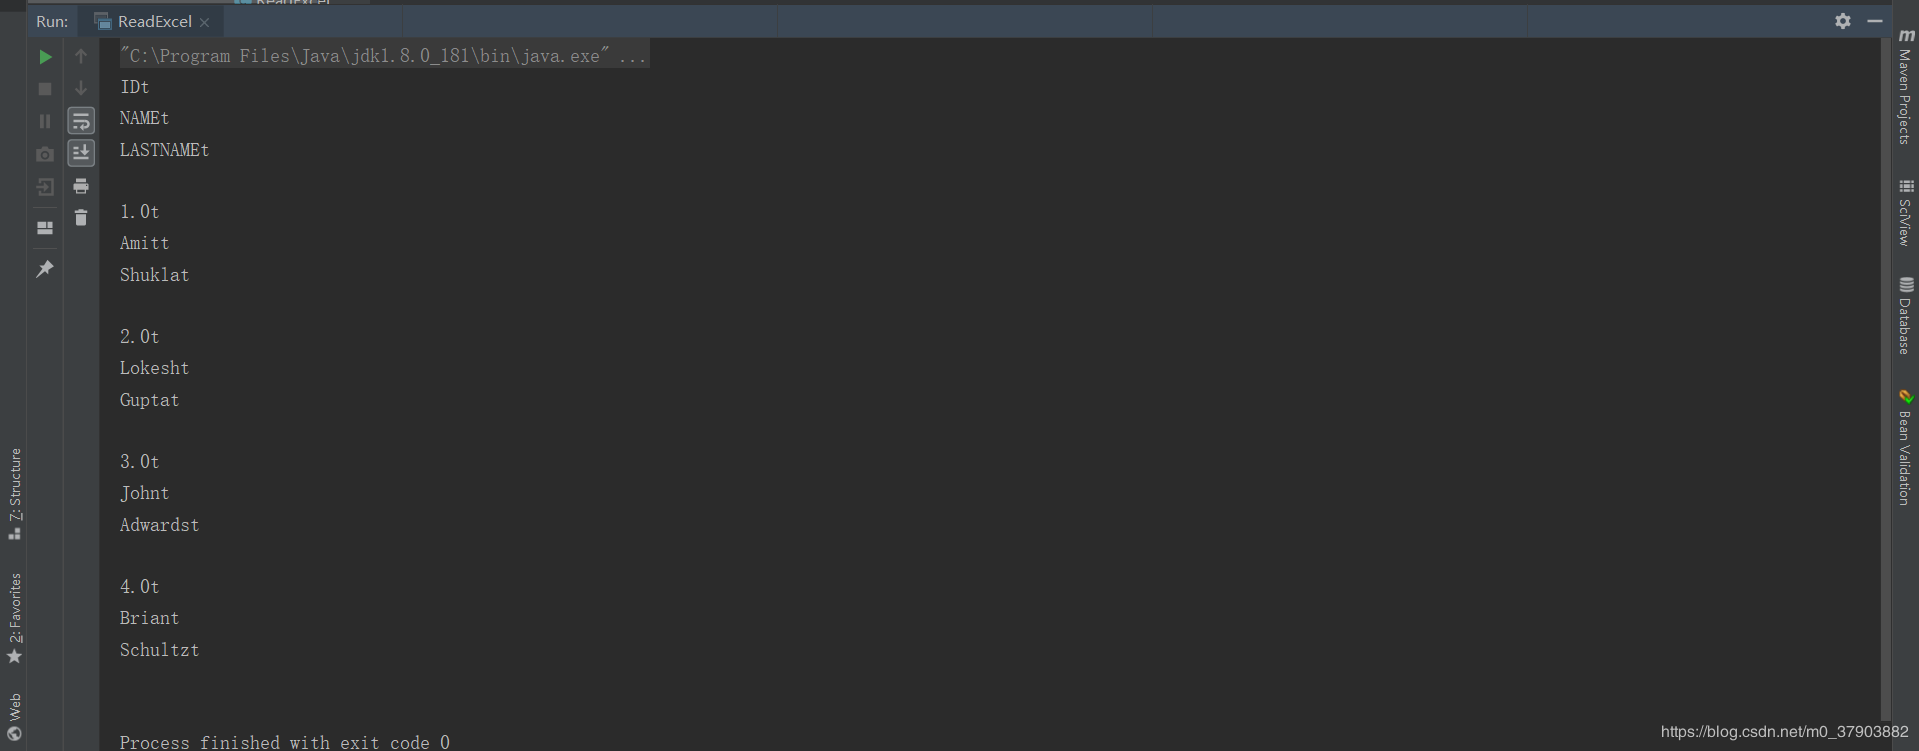 ReadExcel
Run:
ReadExcel
"C:\Program Files\Java\jdk1.8.0_181\bin\java.exe" ...
IDt
NAMEt
LASTNAMEt
1.0t
Amitt
Shuklat
2.0t
Lokesht
Guptat
3.0t
Johnt
Adwardst
4.0t
Briant
Schultzt
Process finished with exit code 0
7: Structure
2: Favorites
Web
Maven Projects
SciView
Database
Bean Validation
https://blog.csdn.net/m0_37903882